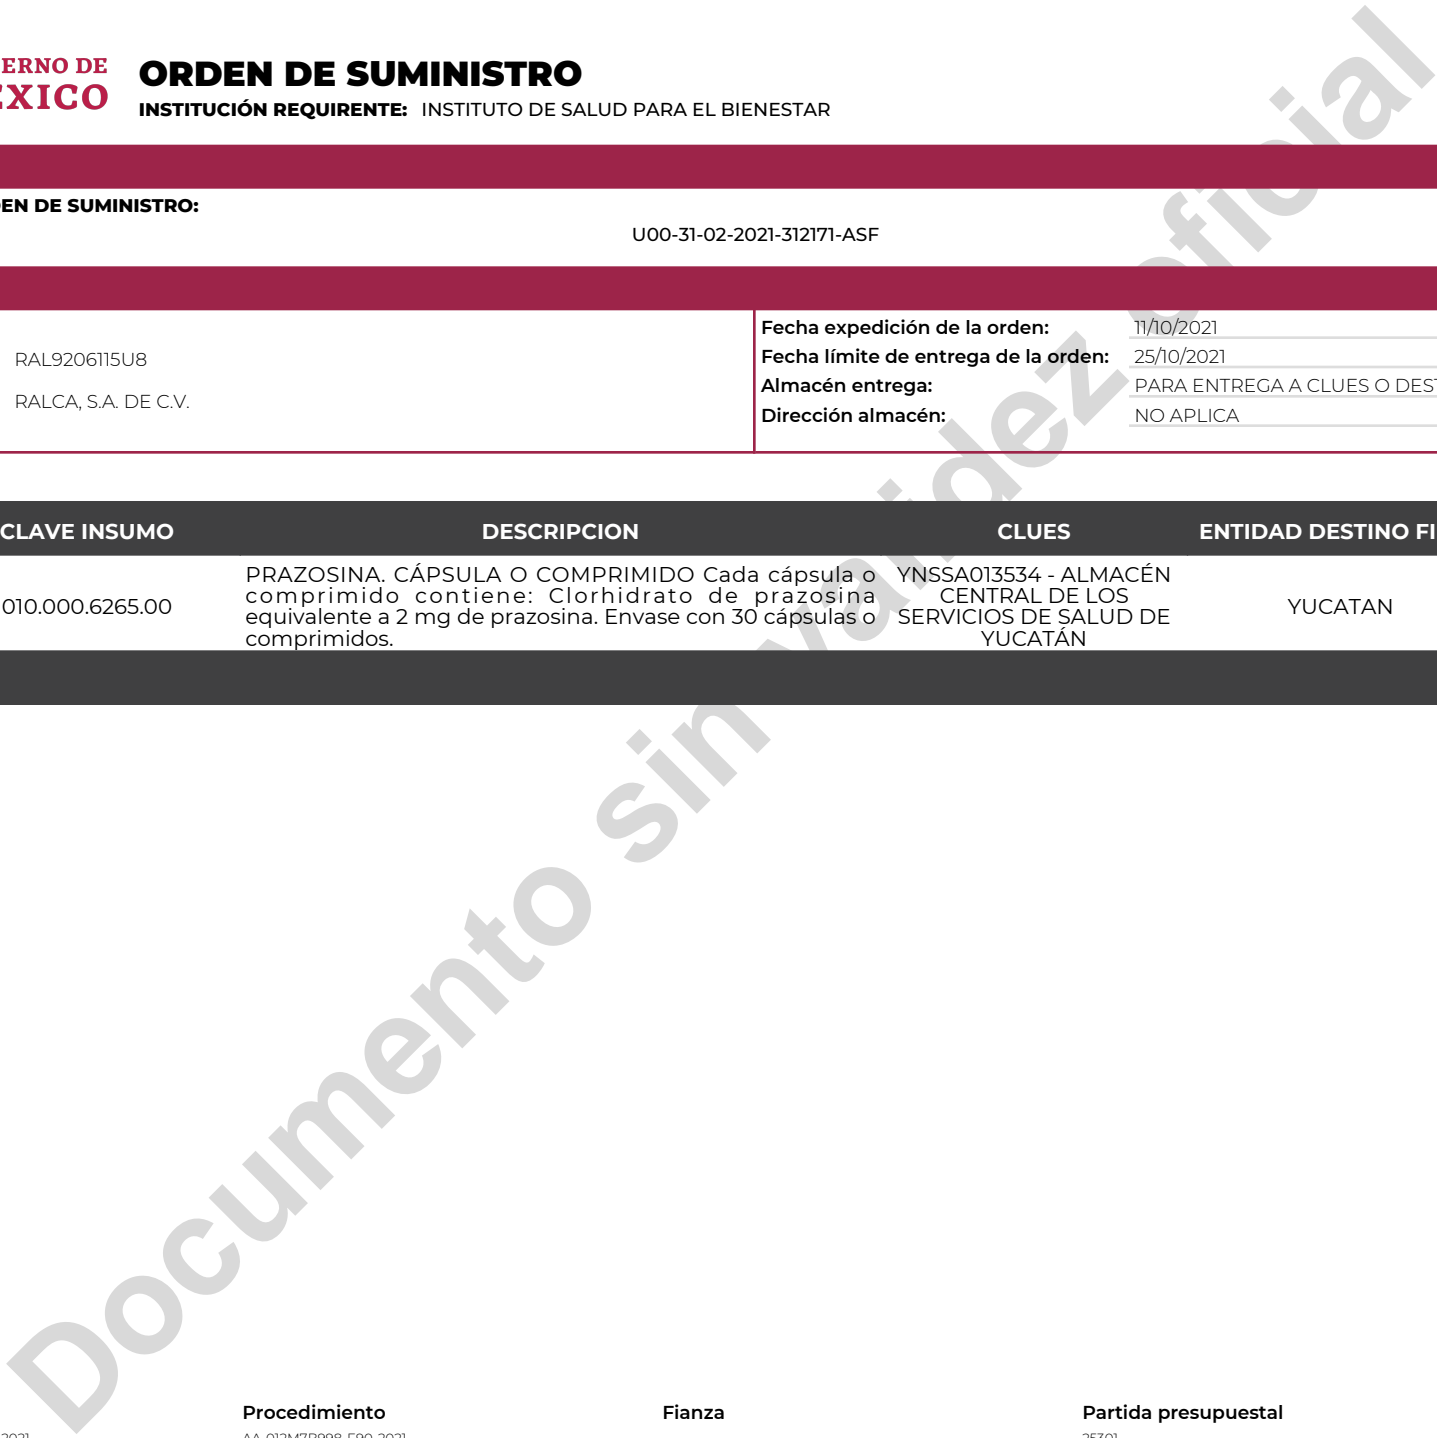 ERNO DE
ORDEN DE SUMINISTRO
INSTITUCIÓN REQUIRENTE: INSTITUTO DE SALUD PARA EL BIENESTAR
EN DE SUMINISTRO:
U00-31-02-2021-312171-ASF
RAL9206115U8
RALCA, S.A. DE C.V.
Fecha expedición de la orden: 11/10/2021
Fecha límite de entrega de la orden: 25/10/2021
Almacén entrega: PARA ENTREGA A CLUES O DEST
Dirección almacén: NO APLICA
CLAVE INSUMO DESCRIPCION CLUES ENTIDAD DESTINO FI
010.000.6265.00
PRAZOSINA. CÁPSULA O COMPRIMIDO Cada cápsula o
comprimido contiene: Clorhidrato de prazosina
equivalente a 2 mg de prazosina. Envase con 30 cápsulas o
comprimidos.
YNSSA013534 - ALMACÉN
CENTRAL DE LOS
SERVICIOS DE SALUD DE
YUCATÁN
YUCATAN
Documento sin validez oficial
Procedimiento Fianza Partida presupuestal